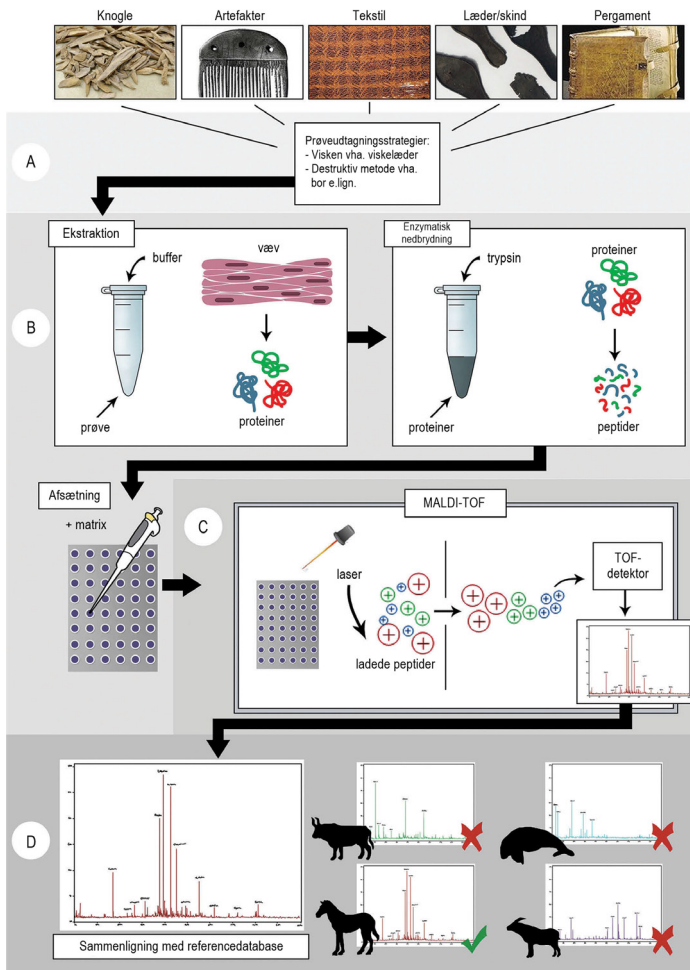 Knogle
Artefakter
Tekstil
Læder/skind
Pergament
A
Prøveudtagningsstrategier:
- Visken vha. viskelæder
- Destruktiv metode vha.
bor e.lign.
B
Ekstraktion
buffer
væv
prøve
proteiner
Enzymatisk
nedbrydning
trypsin
proteiner
proteiner
peptider
Afsætning
+ matrix
C
MALDI-TOF
laser
ladede peptider
TOF-
detektor
D
Sammenligning med referencedatabase